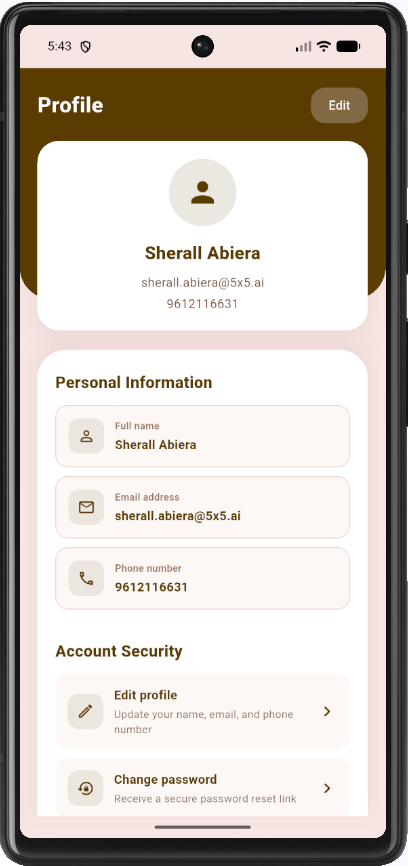 5:43
Profile
Edit
Sherall Abiera
sherall.abiera@5x5.ai
9612116631
Personal Information
Full name
Sherall Abiera
Email address
sherall.abiera@5x5.ai
Phone number
9612116631
Account Security
Edit profile
Update your name, email, and phone
number
Change password
Receive a secure password reset link